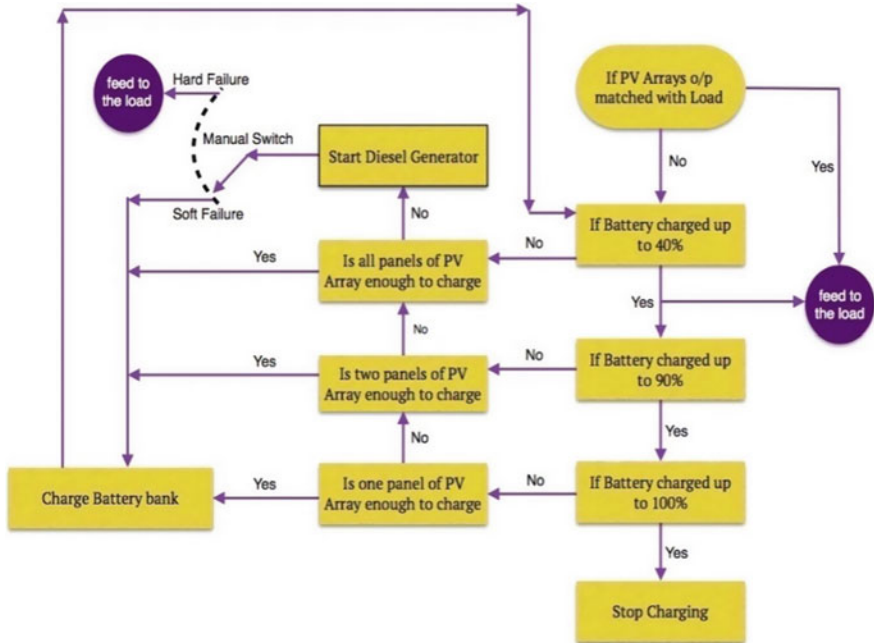 Hard Failure
feed to
the load
Manual Switch
Soft Failure
Start Diesel Generator
No
If PV Arrays o/p
matched with Load
No
Yes
If Battery charged up
to 40%
No
Is all panels of PV
Array enough to charge
Yes
Yes
feed to
the load
No
If Battery charged up
to 90%
No
Is two panels of PV
Array enough to charge
Yes
Yes
No
If Battery charged up
to 100%
No
Is one panel of PV
Array enough to charge
Yes
Charge Battery bank
Yes
Stop Charging